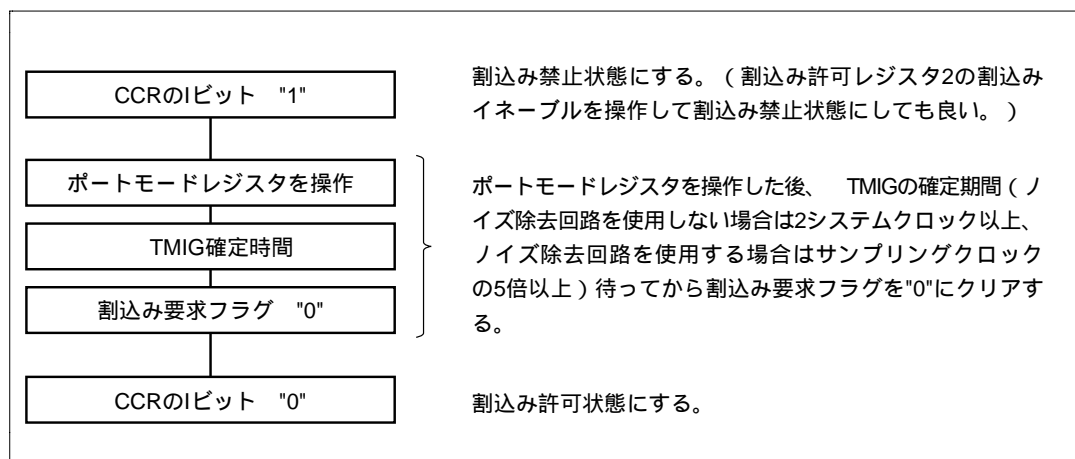 CCRのIビット　"1"
割込み禁止状態にする。（割込み許可レジスタ2の割込み
イネーブルを操作して割込み禁止状態にしても良い。）
ポートモードレジスタを操作
TMIG確定時間
割込み要求フラグ　"0"
ポートモードレジスタを操作した後、　TMIGの確定期間（ノ
イズ除去回路を使用しない場合は2システムクロック以上、
ノイズ除去回路を使用する場合はサンプリングクロック
の5倍以上）待ってから割込み要求フラグを"0"にクリアす
る。
CCRのIビット　"0"
割込み許可状態にする。